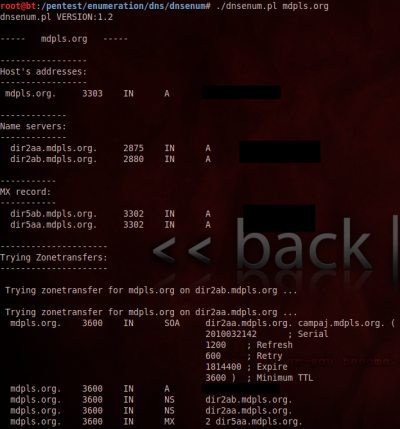 root@bt:/pentest/enumeration/dns/dnsenum# ./dnsenum.pl mdpls.org
dnsenum.pl VERSION:1.2
----- mdpls.org -----
-----------------
Host's addresses:
-----------------
mdpls.org. 3303 IN A
-------------
Name servers:
-------------
dir2aa.mdpls.org. 2875 IN A
dir2ab.mdpls.org. 2880 IN A
-----------
MX record:
-----------
dir5ab.mdpls.org. 3302 IN A
dir5aa.mdpls.org. 3302 IN A
---------------------
Trying Zonetransfers:
---------------------
<< back |
Trying zonetransfer for mdpls.org on dir2ab.mdpls.org ...
Trying zonetransfer for mdpls.org on dir2aa.mdpls.org ...
mdpls.org. 3600 IN SOA dir2aa.mdpls.org. campaj.mdpls.org. (
2010032142 ; Serial
1200 ; Refresh
600 ; Retry
1814400 ; Expire
3600 ) ; Minimum TTL
mdpls.org. 3600 IN A
mdpls.org. 3600 IN NS dir2ab.mdpls.org.
mdpls.org. 3600 IN NS dir2aa.mdpls.org.
mdpls.org. 3600 IN MX 2 dir5aa.mdpls.org.